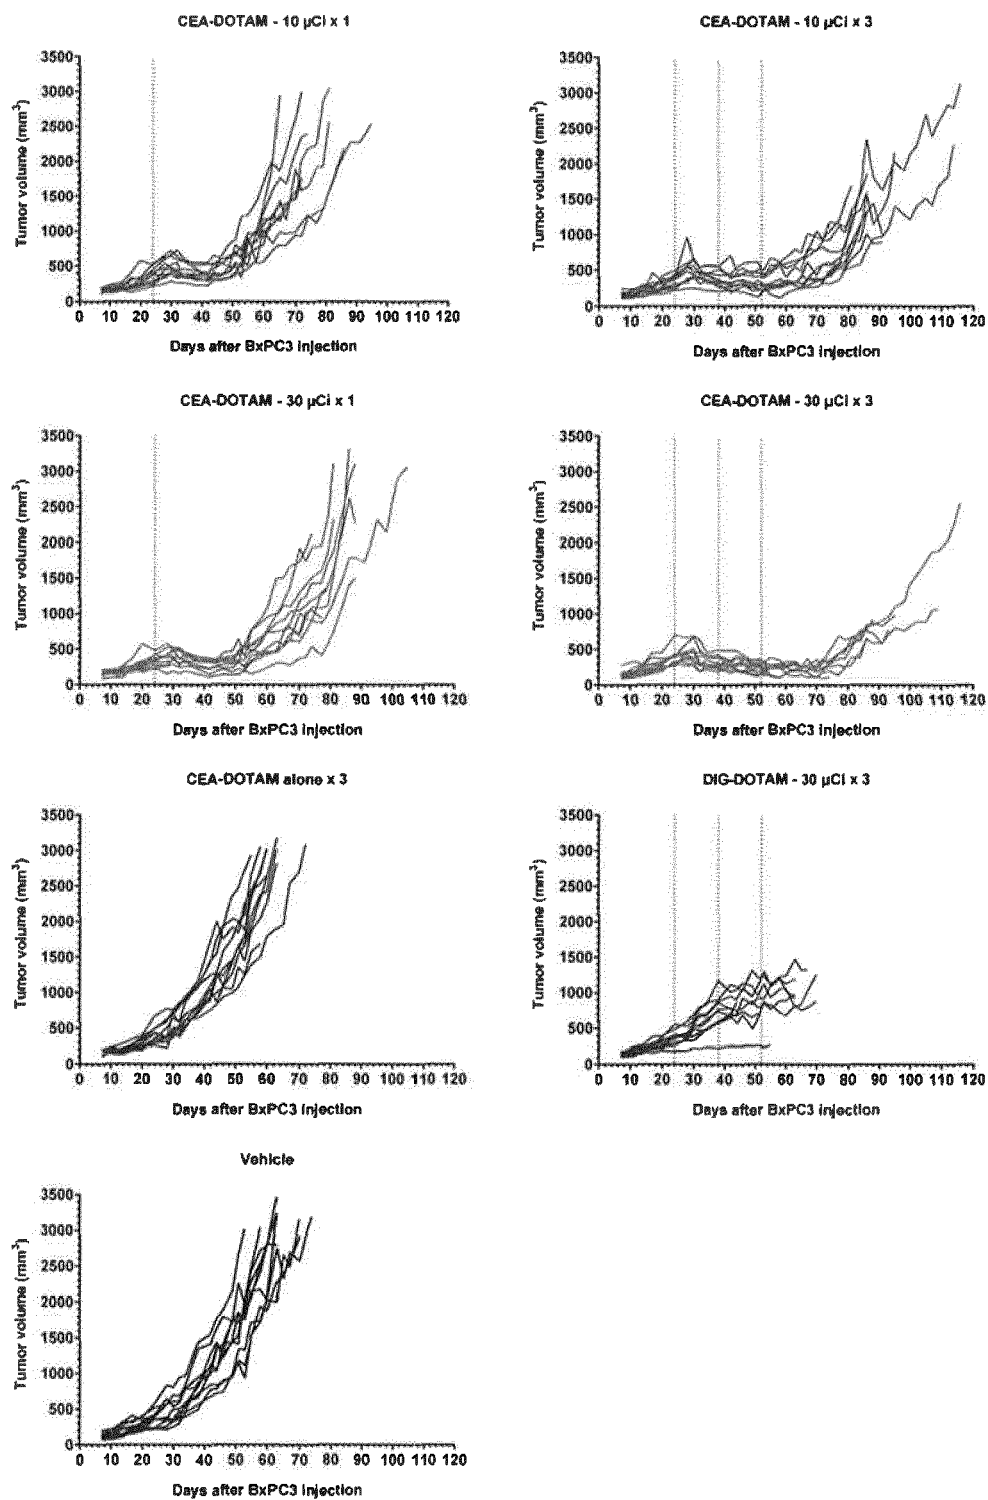 CEA-DOTAM - 10 µCi x 1
CEA-DOTAM - 10 µCi x 3
3500
3000
2500
2000
1500
1000
500
0
Tumor volume (mm³)
0 10 20 30 40 50 60 70 80 90 100 110 120
Days after BxPC3 injection
3500
3000
2500
2000
1500
1000
500
0
Tumor volume (mm³)
0 10 20 30 40 50 60 70 80 90 100 110 120
Days after BxPC3 injection
CEA-DOTAM - 30 µCi x 1
CEA-DOTAM - 30 µCi x 3
3500
3000
2500
2000
1500
1000
500
0
Tumor volume (mm³)
0 10 20 30 40 50 60 70 80 90 100 110 120
Days after BxPC3 injection
3500
3000
2500
2000
1500
1000
500
0
Tumor volume (mm³)
0 10 20 30 40 50 60 70 80 90 100 110 120
Days after BxPC3 injection
CEA-DOTAM alone x 3
DIG-DOTAM - 30 µCi x 3
3500
3000
2500
2000
1500
1000
500
0
Tumor volume (mm³)
0 10 20 30 40 50 60 70 80 90 100 110 120
Days after BxPC3 injection
3500
3000
2500
2000
1500
1000
500
0
Tumor volume (mm³)
0 10 20 30 40 50 60 70 80 90 100 110 120
Days after BxPC3 injection
Vehicle
3500
3000
2500
2000
1500
1000
500
0
Tumor volume (mm³)
0 10 20 30 40 50 60 70 80 90 100 110 120
Days after BxPC3 injection